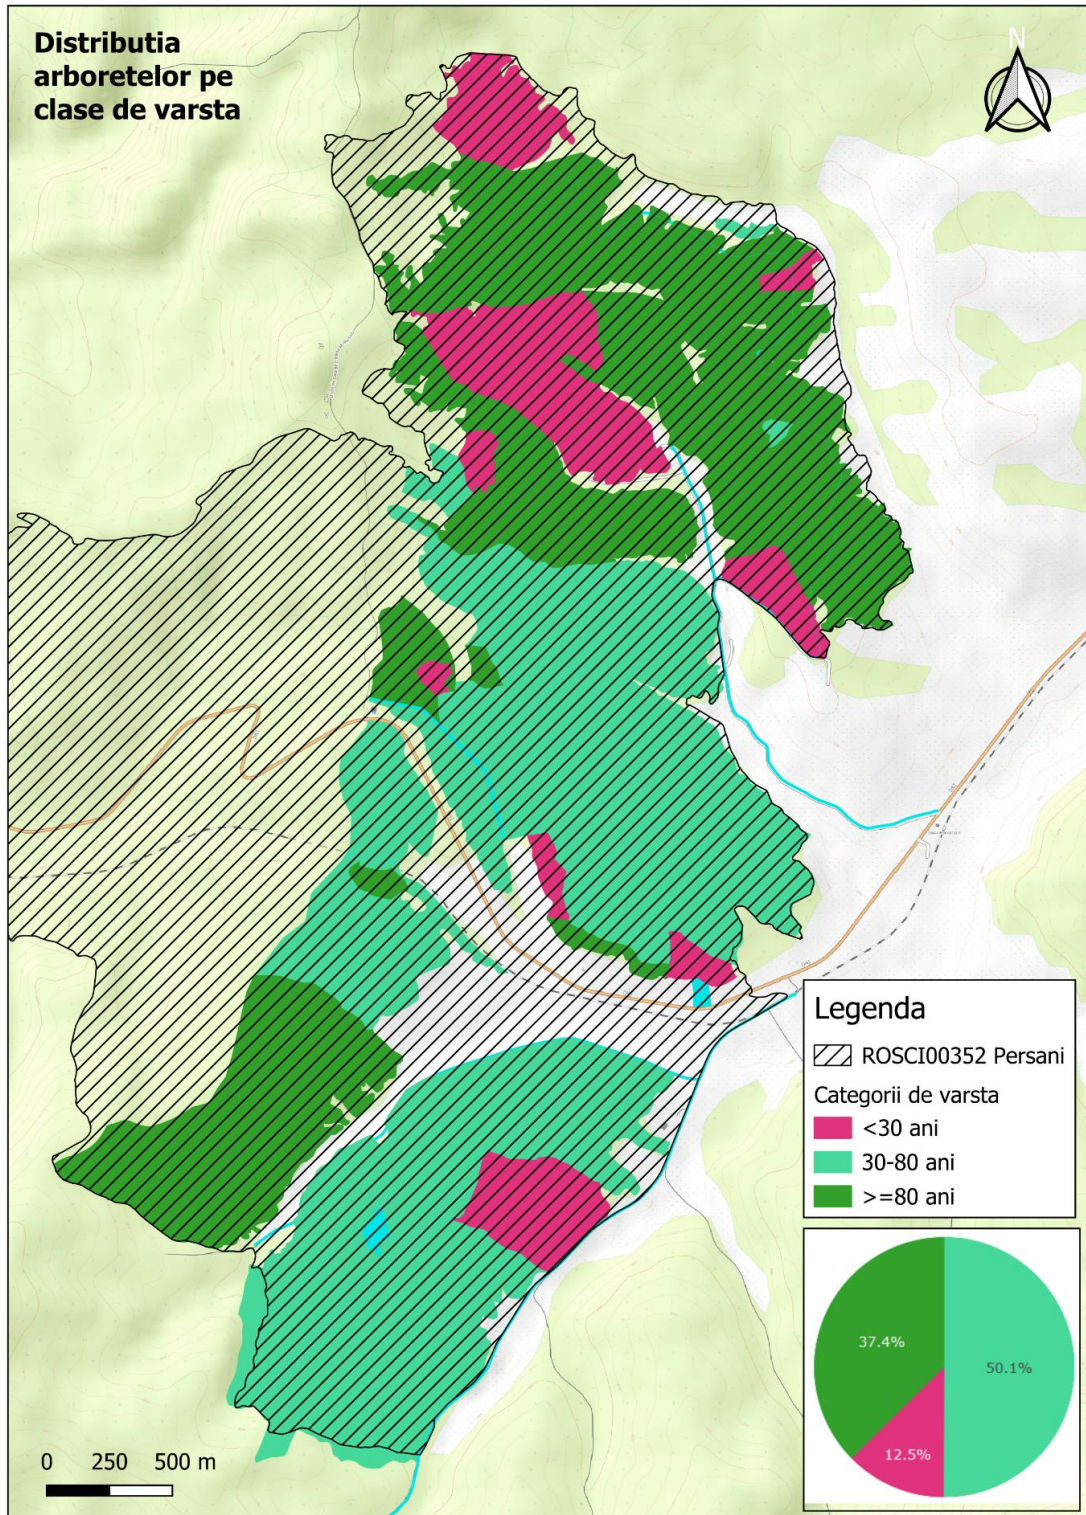 Distributia
arboretelor pe
clase de varsta
N
Legenda
ROSCI00352 Persani
Categorii de varsta
<30 ani
30-80 ani
>=80 ani
37.4%
50.1%
12.5%
0 250 500 m